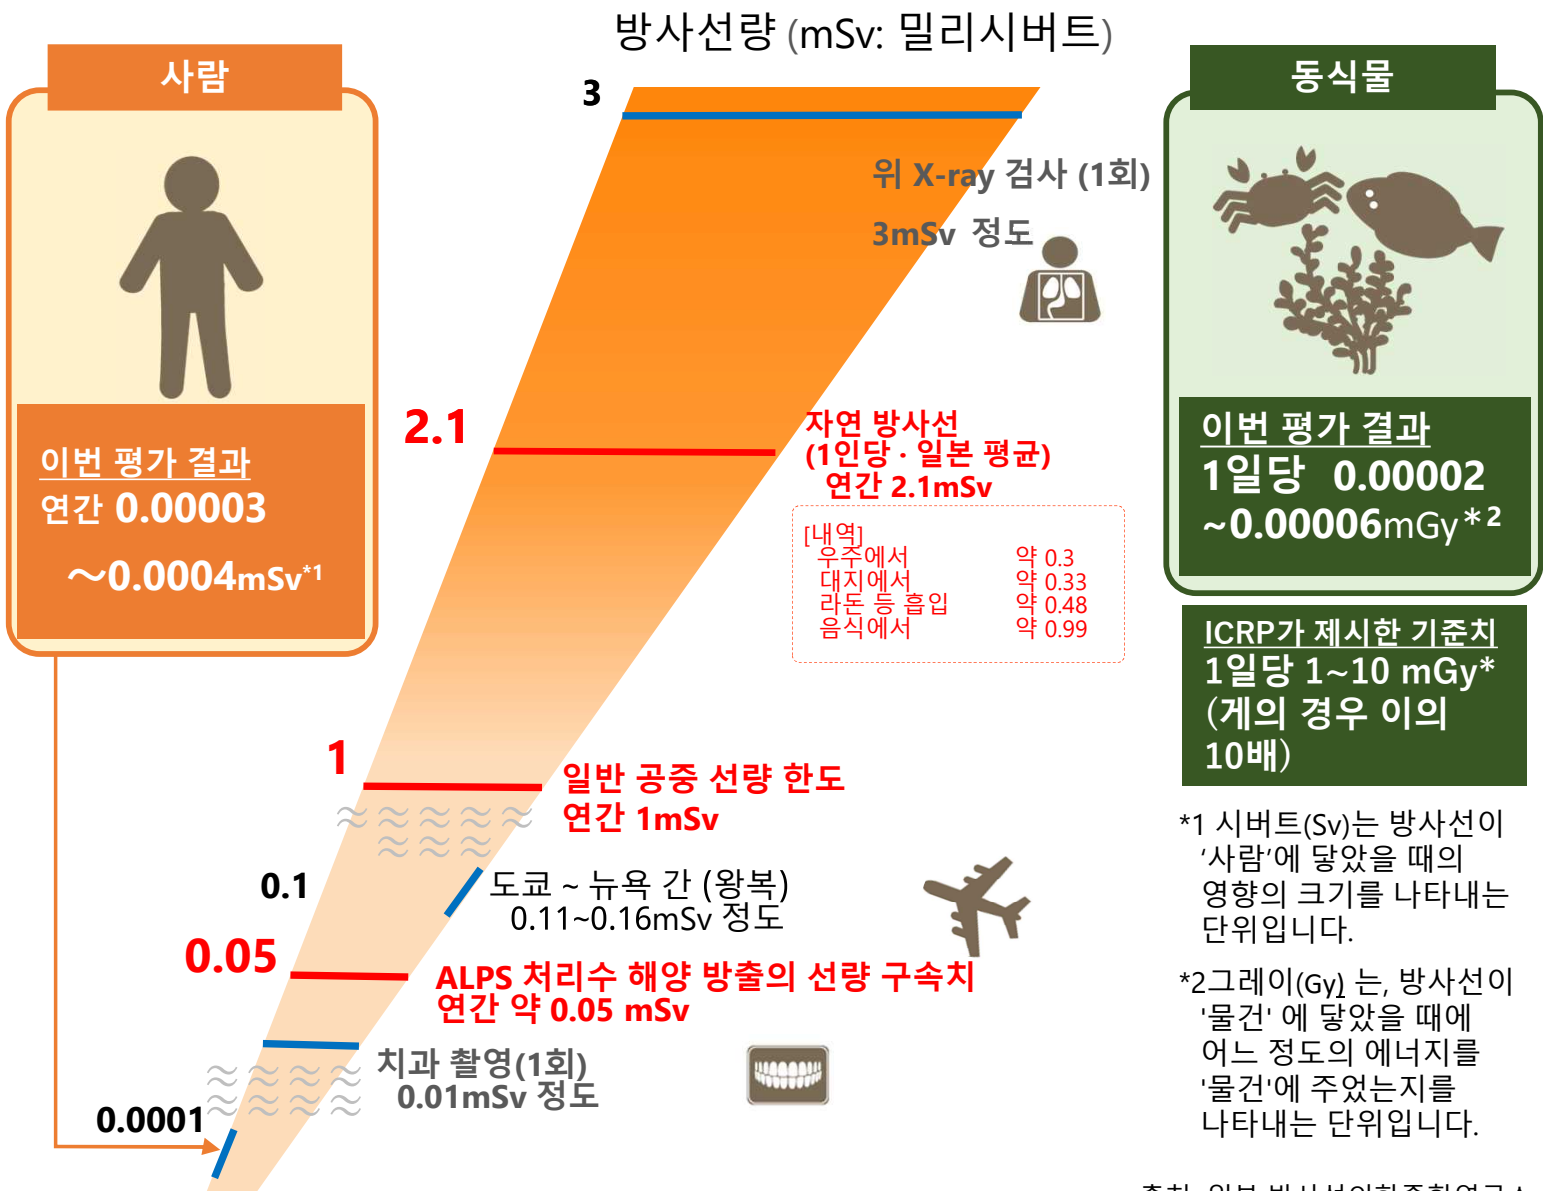 방사선량 (mSv: 밀리시버트)
사람
이번 평가 결과
연간 0.00003
～0.0004mSv*1
3
위 X-ray 검사 (1회)
3mSv 정도
2.1
자연 방사선
(1인당 · 일본 평균)
연간 2.1mSv
[내역]
우주에서 약 0.3
대지에서 약 0.33
라돈 등 흡입 약 0.48
음식에서 약 0.99
1
일반 공중 선량 한도
연간 1mSv
0.1
도쿄 ~ 뉴욕 간 (왕복)
0.11~0.16mSv 정도
0.05
ALPS 처리수 해양 방출의 선량 구속치
연간 약 0.05 mSv
치과 촬영(1회)
0.01mSv 정도
0.0001
동식물
이번 평가 결과
1일당 0.00002
~0.00006mGy＊2
ICRP가 제시한 기준치
1일당 1~10 mGy*
(게의 경우 이의
10배)
*1 시버트(Sv)는 방사선이
‘사람’에 닿았을 때의
영향의 크기를 나타내는
단위입니다.
*2그레이(Gy) 는, 방사선이
'물건' 에 닿았을 때에
어느 정도의 에너지를
'물건'에 주었는지를
나타내는 단위입니다.